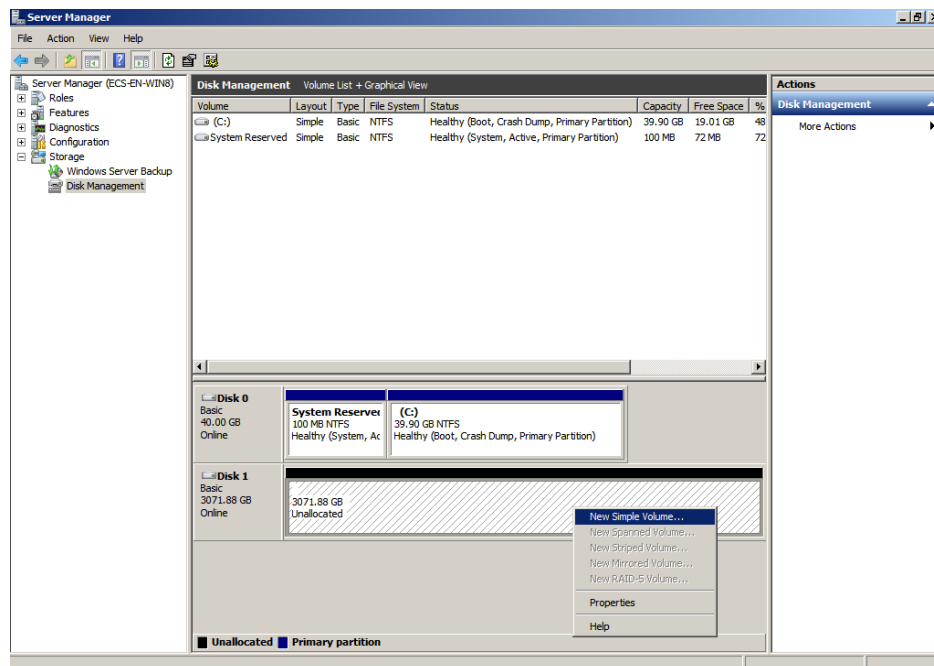 Server Manager
File Action View Help
Server Manager (ECS-EN-WIN8)
Roles
Features
Diagnostics
Configuration
Storage
Windows Server Backup
Disk Management
Disk Management Volume List + Graphical View
Volume Layout Type File System Status Capacity Free Space %
(C:) Simple Basic NTFS Healthy (Boot, Crash Dump, Primary Partition) 39.90 GB 19.01 GB 48
System Reserved Simple Basic NTFS Healthy (System, Active, Primary Partition) 100 MB 72 MB 72
Disk 0
Basic
40.00 GB
Online
System Reserved
100 MB NTFS
Healthy (System, Ac
(C:)
39.90 GB NTFS
Healthy (Boot, Crash Dump, Primary Partition)
Disk 1
Basic
3071.88 GB
Online
3071.88 GB
Unallocated
New Simple Volume...
New Spanned Volume...
New Striped Volume...
New Mirrored Volume...
New RAID-5 Volume...
Properties
Help
Unallocated Primary partition
Actions
Disk Management
More Actions